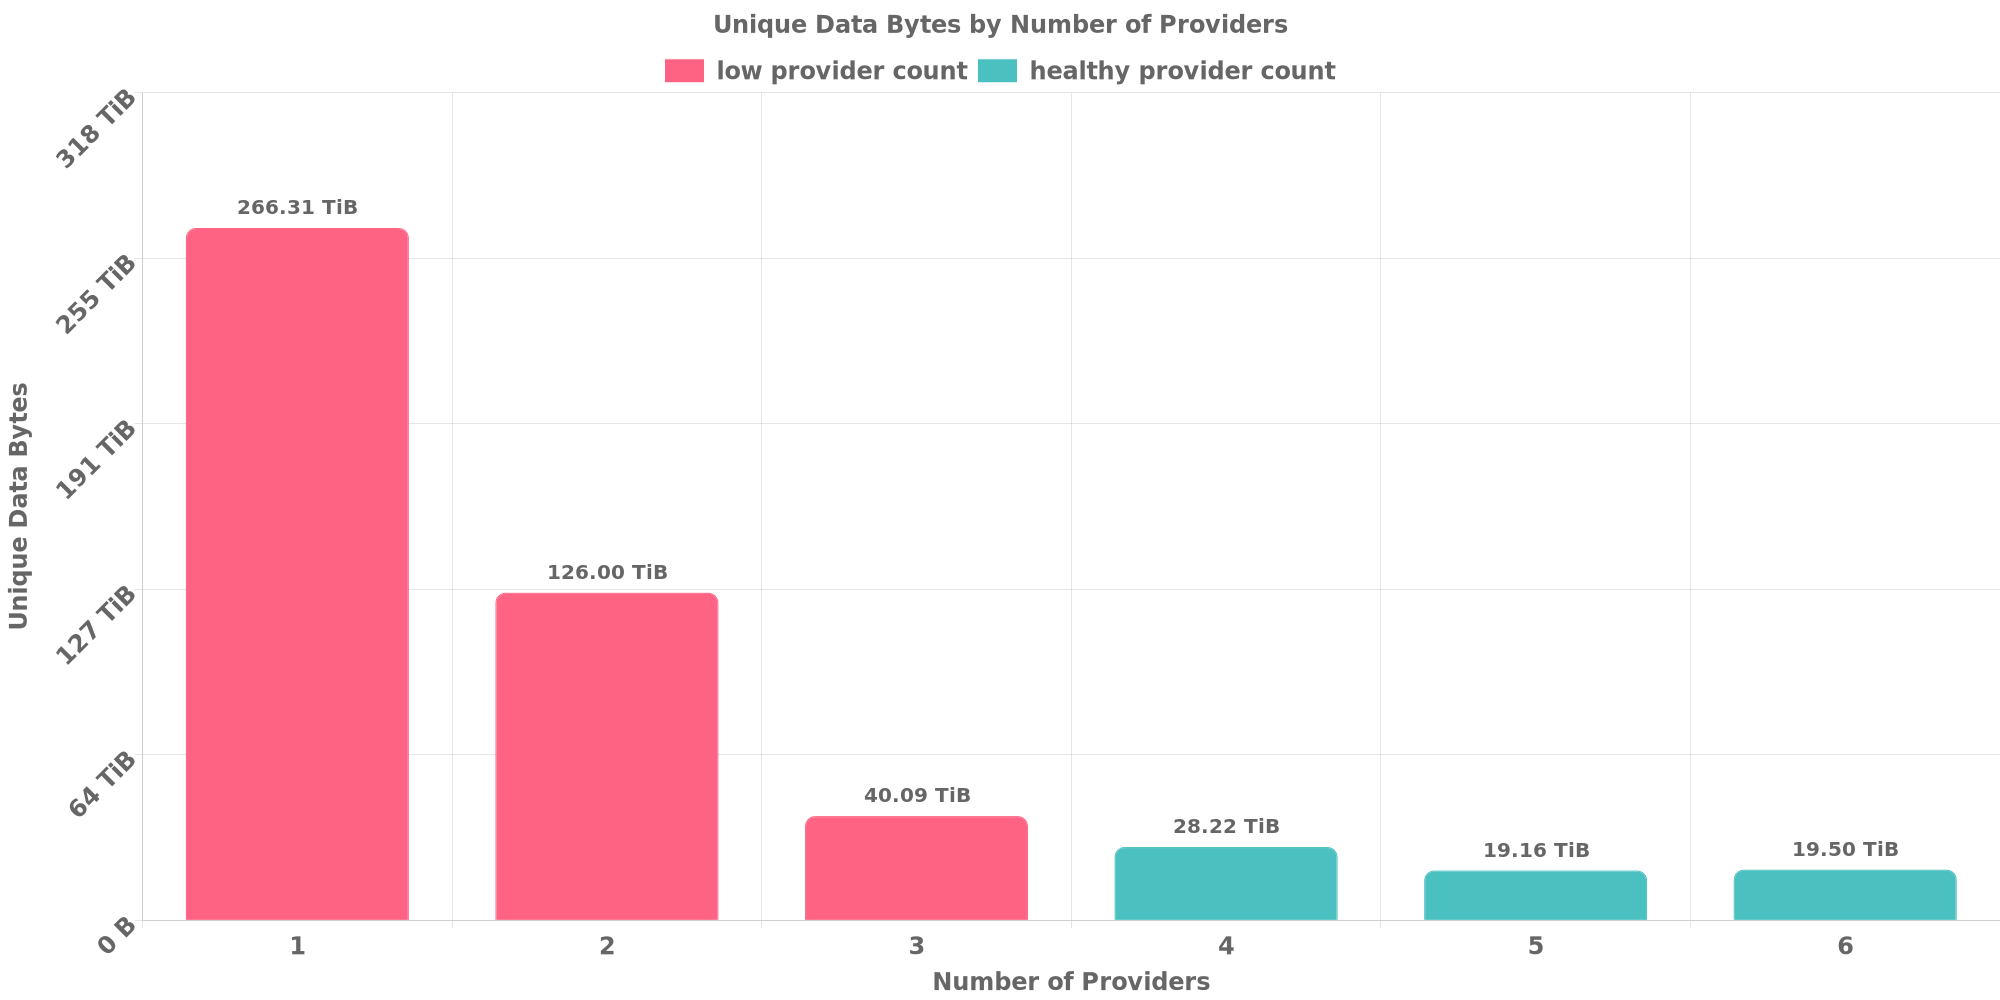 Unique Data Bytes by Number of Providers
low provider count healthy provider count
318 TiB
255 TiB
191 TiB
127 TiB
64 TiB
0 B
Unique Data Bytes
266.31 TiB
126.00 TiB
40.09 TiB
28.22 TiB
19.16 TiB
19.50 TiB
1 2 3 4 5 6
Number of Providers